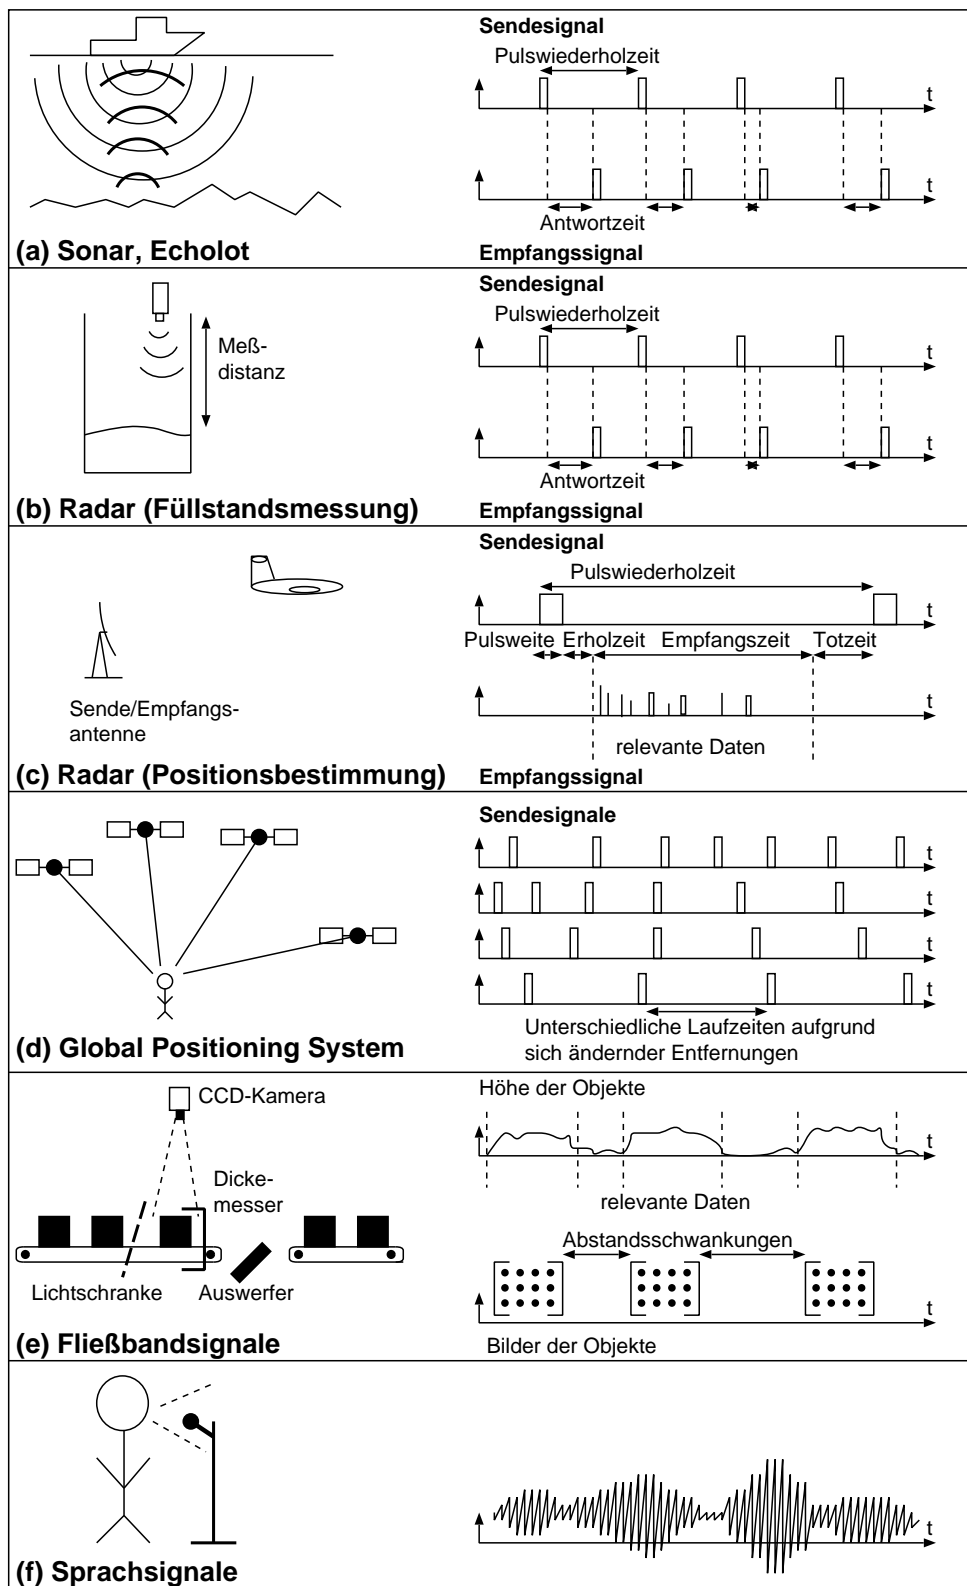 Sendesignal
Pulswiederholzeit
t
t
Antwortzeit
(a) Sonar, Echolot
Empfangssignal
Sendesignal
Pulswiederholzeit
t
Meß-
distanz
t
Antwortzeit
(b) Radar (Füllstandsmessung)
Empfangssignal
Sendesignal
Pulswiederholzeit
t
Pulsweite Erholzeit Empfangszeit Totzeit
Sende/Empfangs-
antenne
t
relevante Daten
(c) Radar (Positionsbestimmung)
Empfangssignal
Sendesignale
t
t
t
t
Unterschiedliche Laufzeiten aufgrund
sich ändernder Entfernungen
(d) Global Positioning System
CCD-Kamera
Dicke-
messer
Lichtschranke Auswerfer
(e) Fließbandsignale
Höhe der Objekte
t
relevante Daten
Abstandsschwankungen
t
Bilder der Objekte
t
(f) Sprachsignale